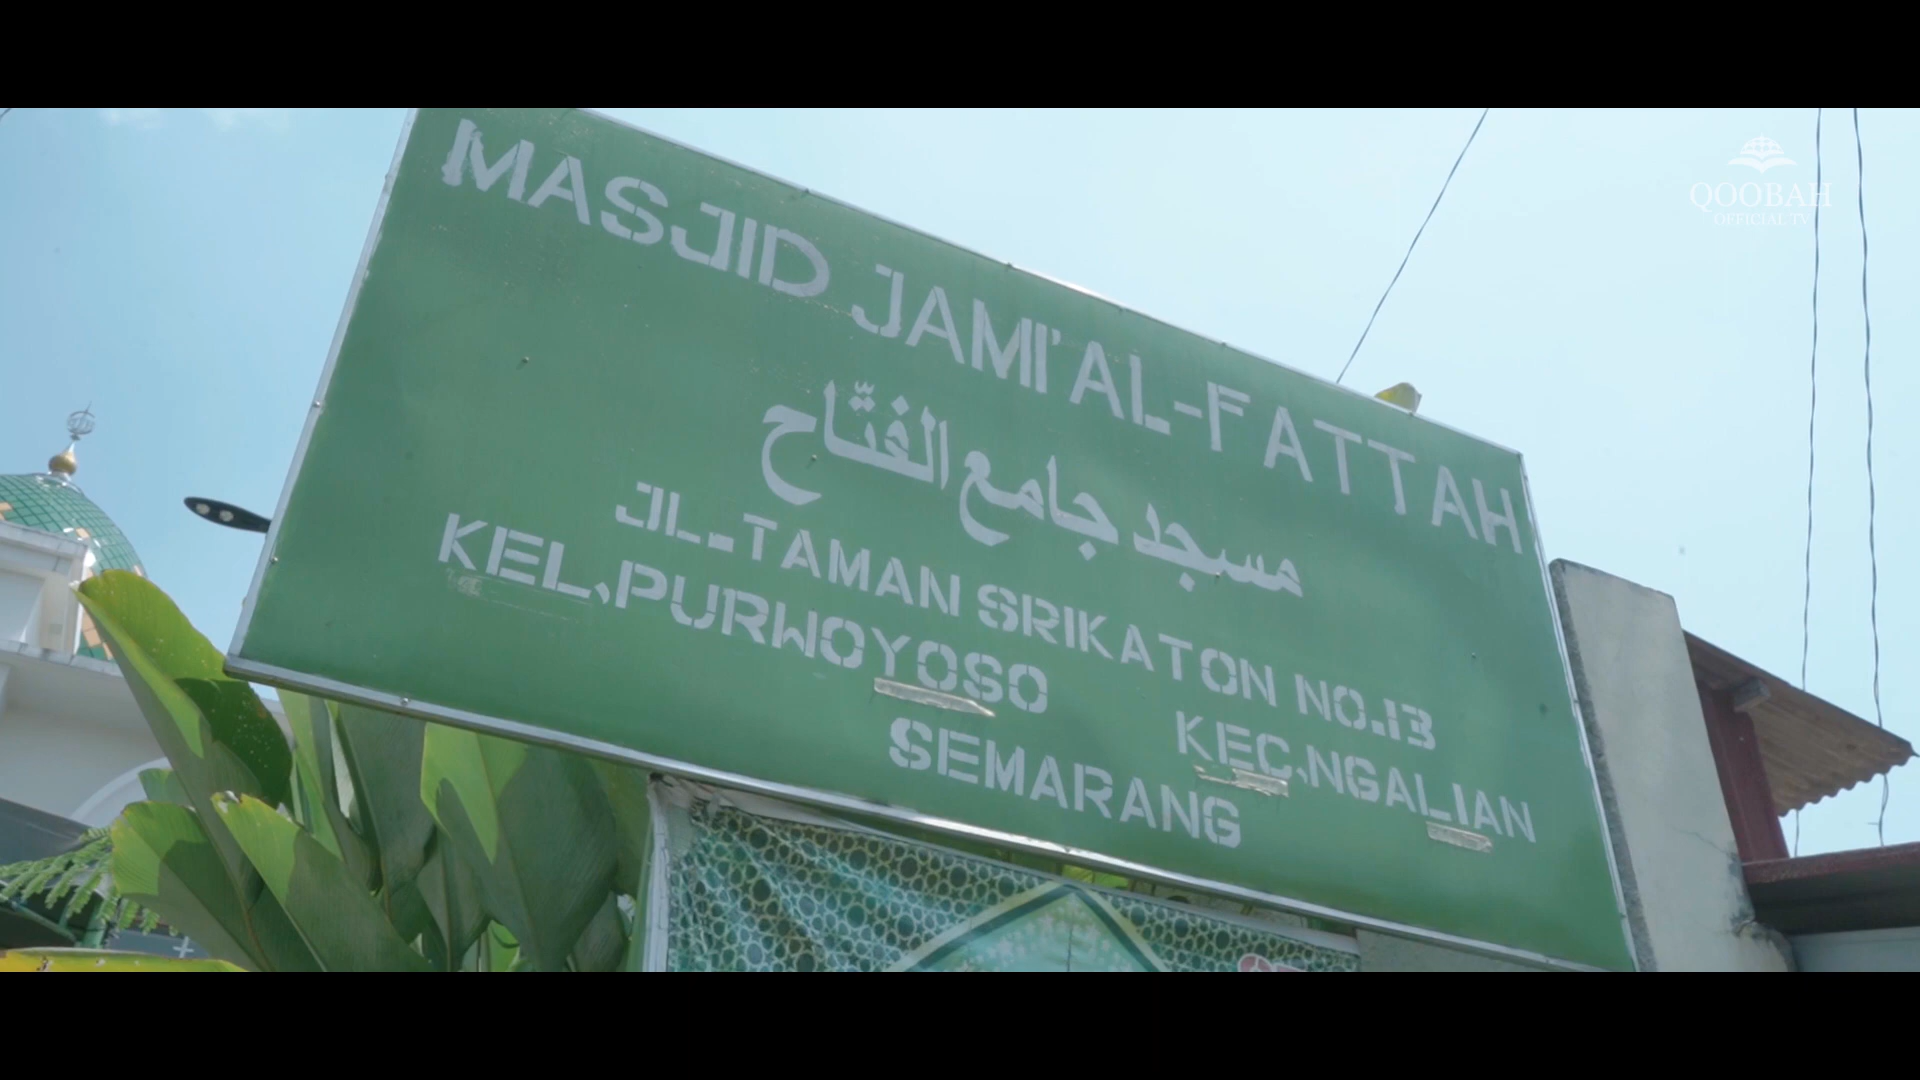 MASJID JAMI' AL-FATTAH
مسجد جامع الفتّاح
JL. TAMAN SRIKATON NO.13
KEL. PURWOYOSO KEC. NGALIAN
SEMARANG
QOOBAH
OFFICIAL TV